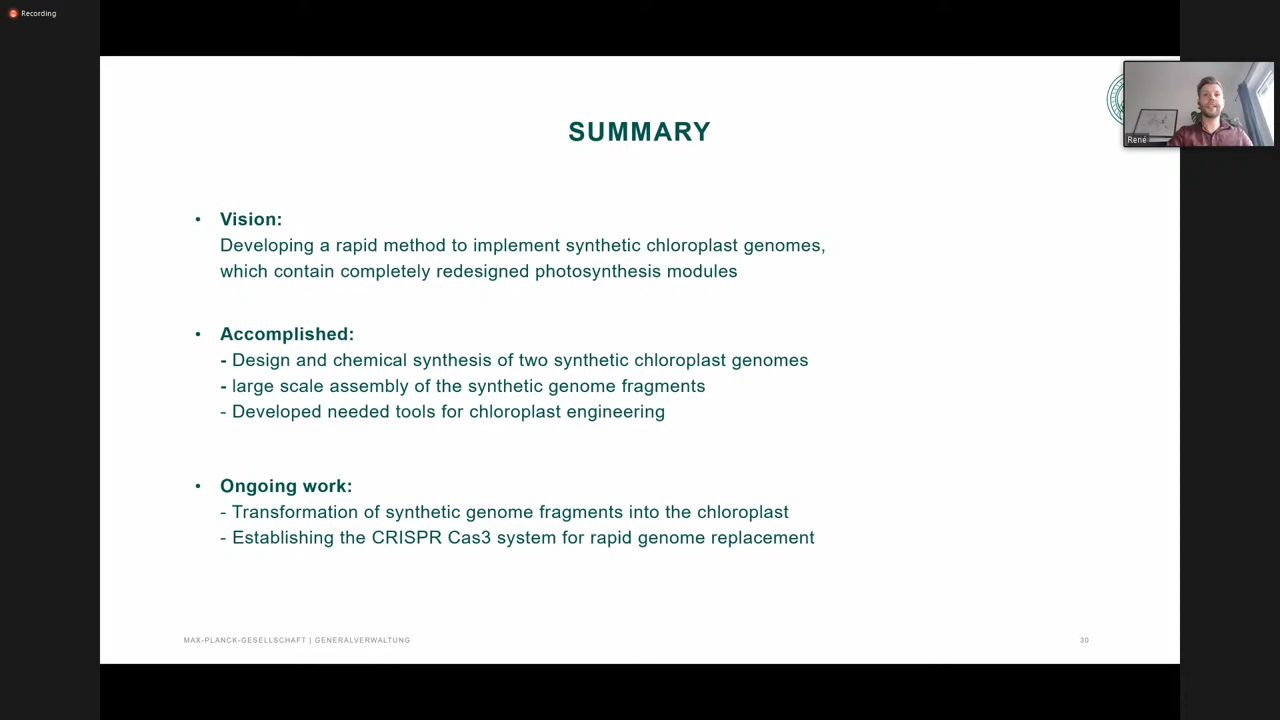 Recording
SUMMARY
René
• Vision:
Developing a rapid method to implement synthetic chloroplast genomes,
which contain completely redesigned photosynthesis modules
• Accomplished:
- Design and chemical synthesis of two synthetic chloroplast genomes
- large scale assembly of the synthetic genome fragments
- Developed needed tools for chloroplast engineering
• Ongoing work:
- Transformation of synthetic genome fragments into the chloroplast
- Establishing the CRISPR Cas3 system for rapid genome replacement
MAX-PLANCK-GESELLSCHAFT | GENERALVERWALTUNG
30